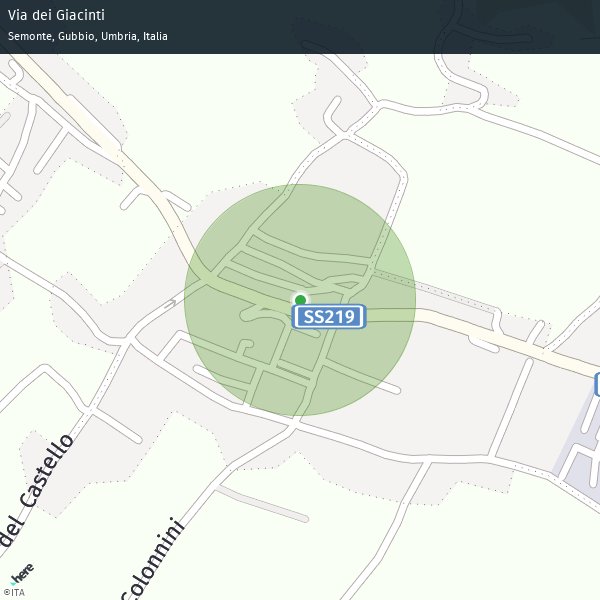 Via dei Giacinti
Semonte, Gubbio, Umbria, Italia
SS219
del Castello
Colonnini
here
©ITA